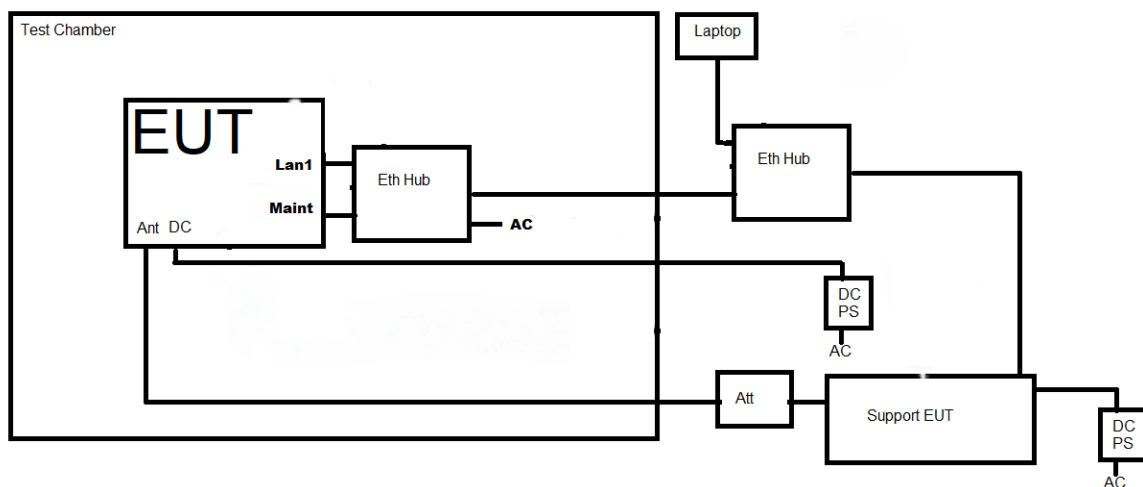 Test Chamber
Laptop
EUT
Lan1
Eth Hub
Eth Hub
Maint
Ant DC
AC
DC
PS
AC
Att
Support EUT
DC
PS
AC